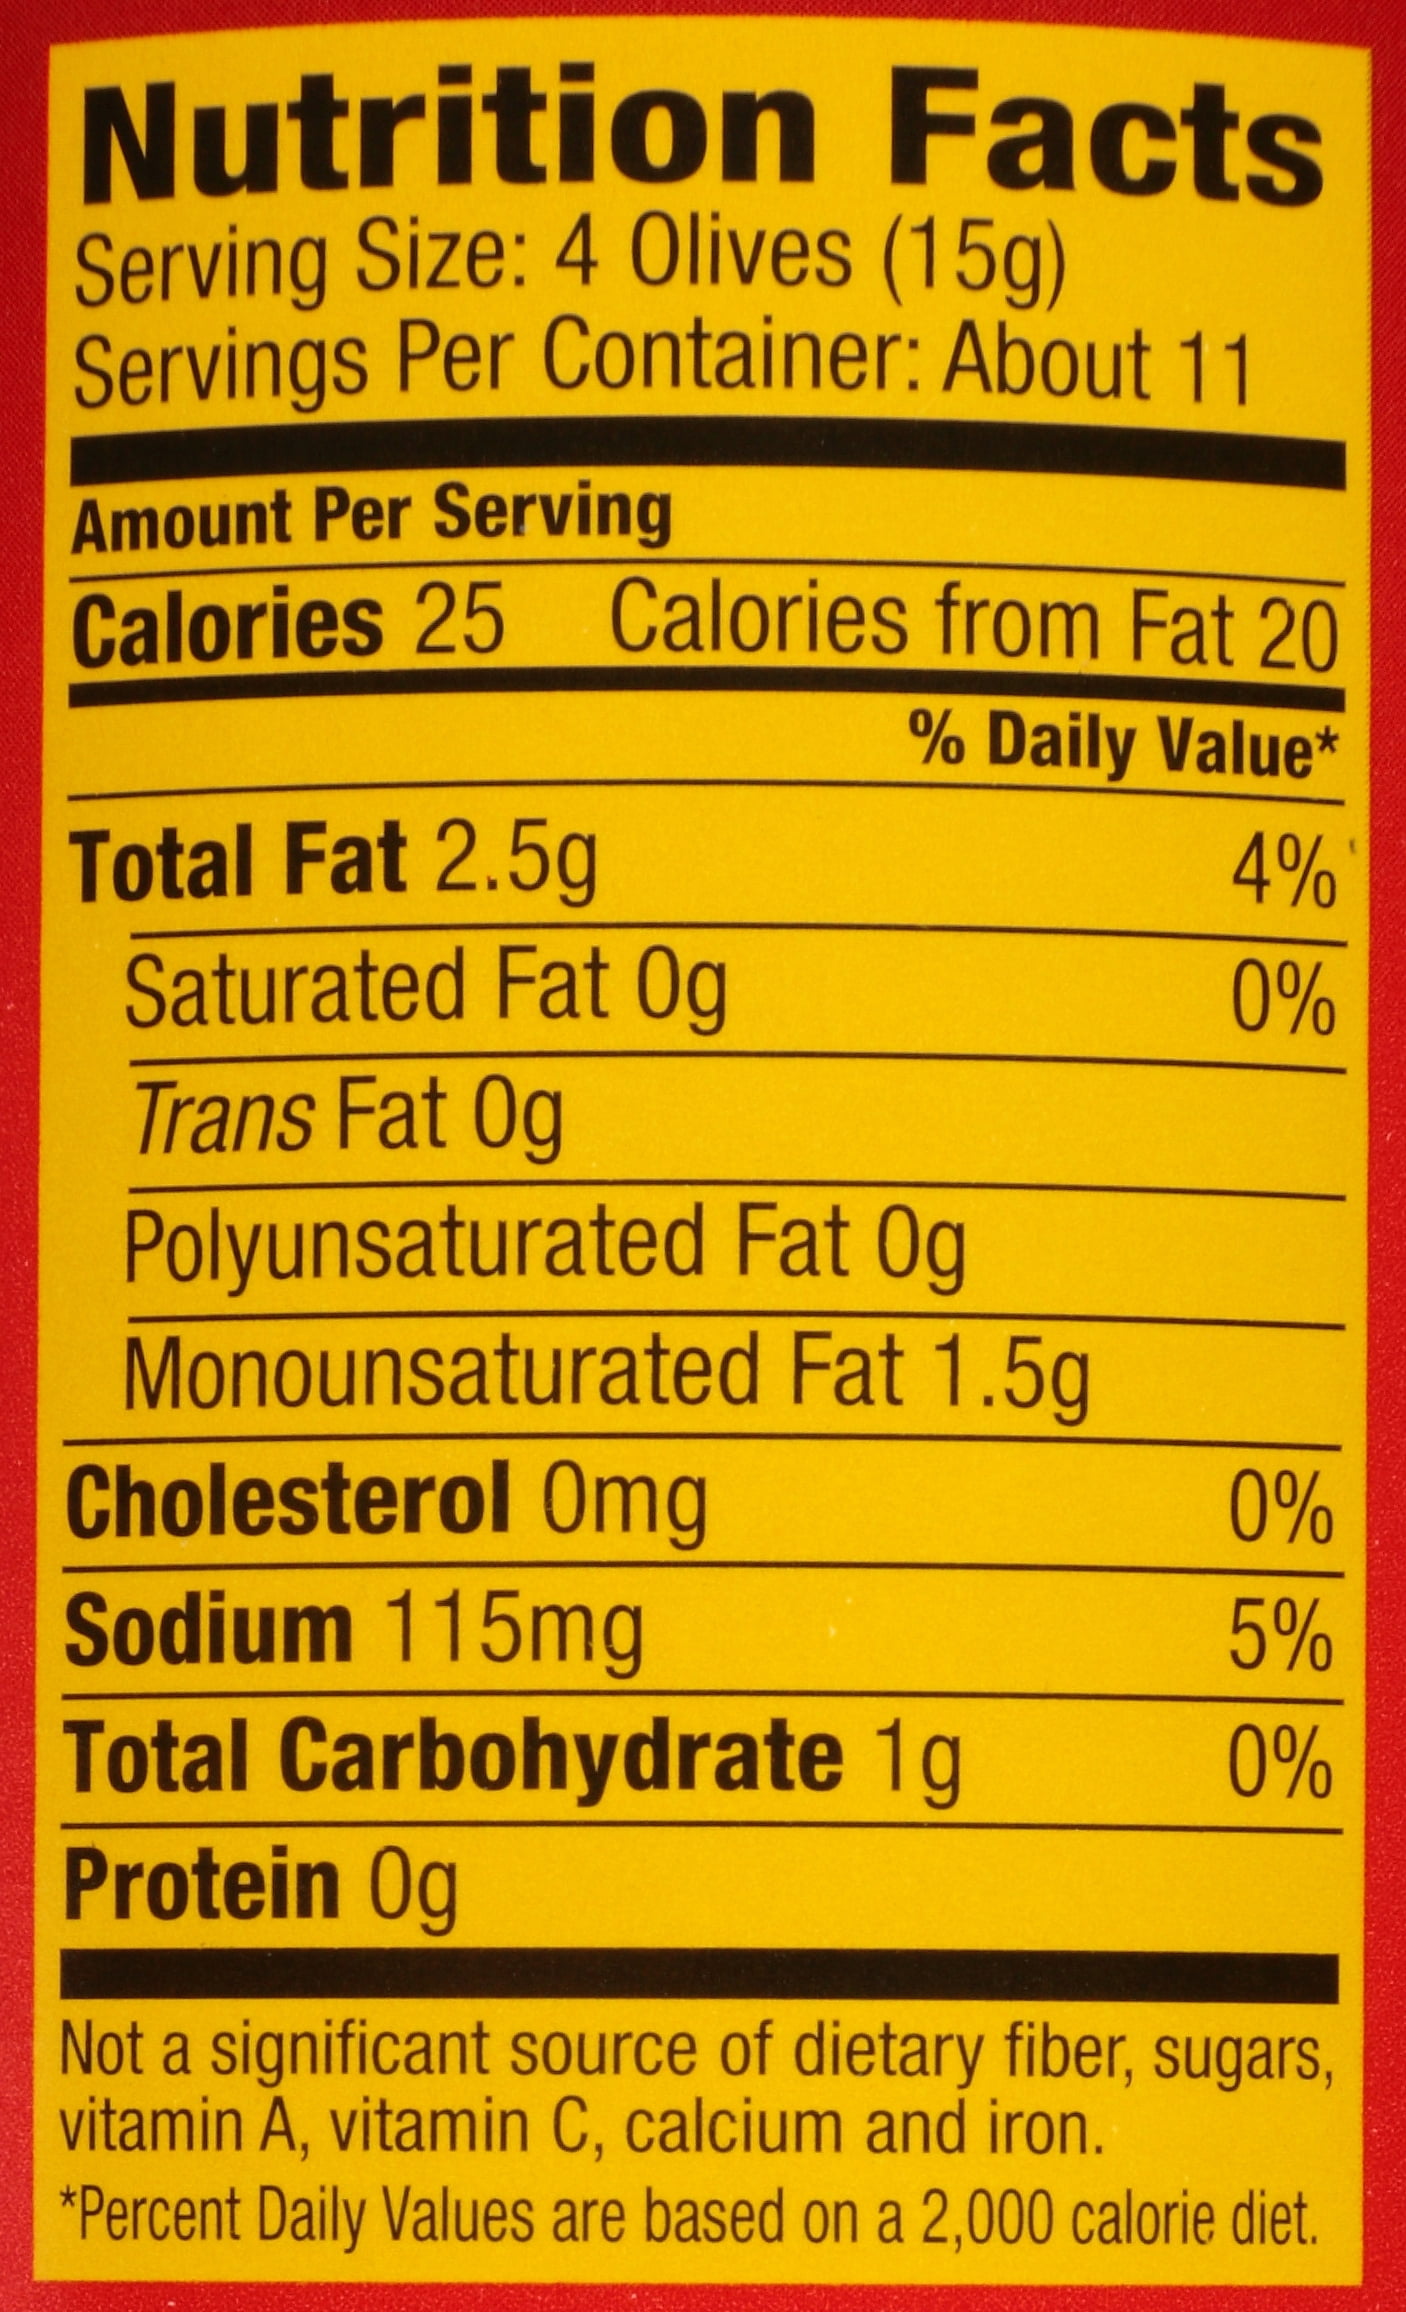 Nutrition Facts
Serving Size: 4 Olives (15g)
Servings Per Container: About 11
Amount Per Serving
Calories 25 Calories from Fat 20
% Daily Value*
Total Fat 2.5g 4%
Saturated Fat 0g 0%
Trans Fat 0g
Polyunsaturated Fat 0g
Monounsaturated Fat 1.5g
Cholesterol 0mg 0%
Sodium 115mg 5%
Total Carbohydrate 1g 0%
Protein 0g
Not a significant source of dietary fiber, sugars,
vitamin A, vitamin C, calcium and iron.
*Percent Daily Values are based on a 2,000 calorie diet.